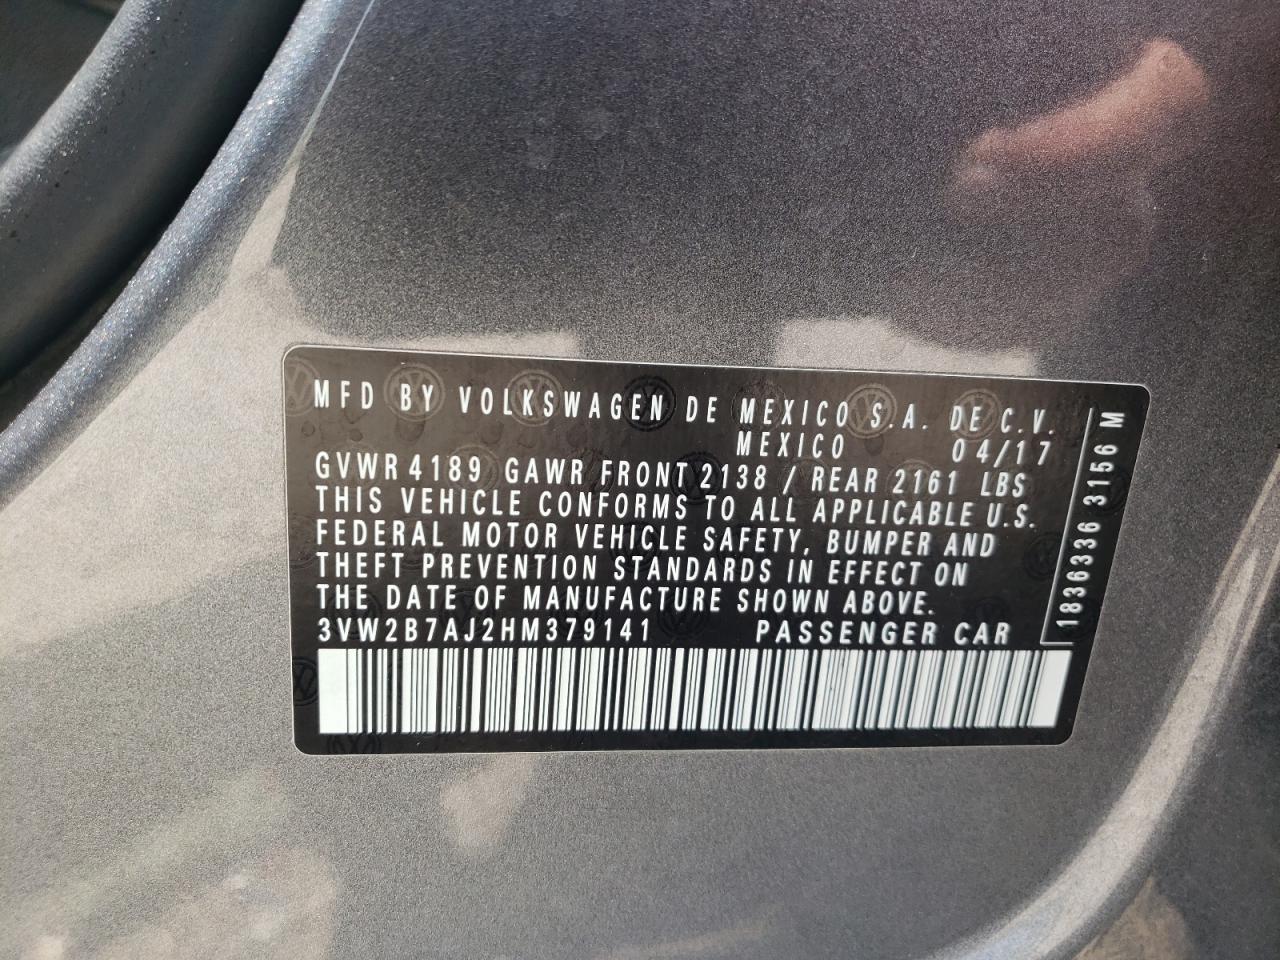 MFD BY VOLKSWAGEN DE MEXICO S.A. DE C.V.
MEXICO 04/17
GVWR 4189 GAWR FRONT 2138 / REAR 2161 LBS
THIS VEHICLE CONFORMS TO ALL APPLICABLE U.S.
FEDERAL MOTOR VEHICLE SAFETY, BUMPER AND
THEFT PREVENTION STANDARDS IN EFFECT ON
THE DATE OF MANUFACTURE SHOWN ABOVE.
3VW2B7AJ2HM379141 PASSENGER CAR
1836336 3156 M